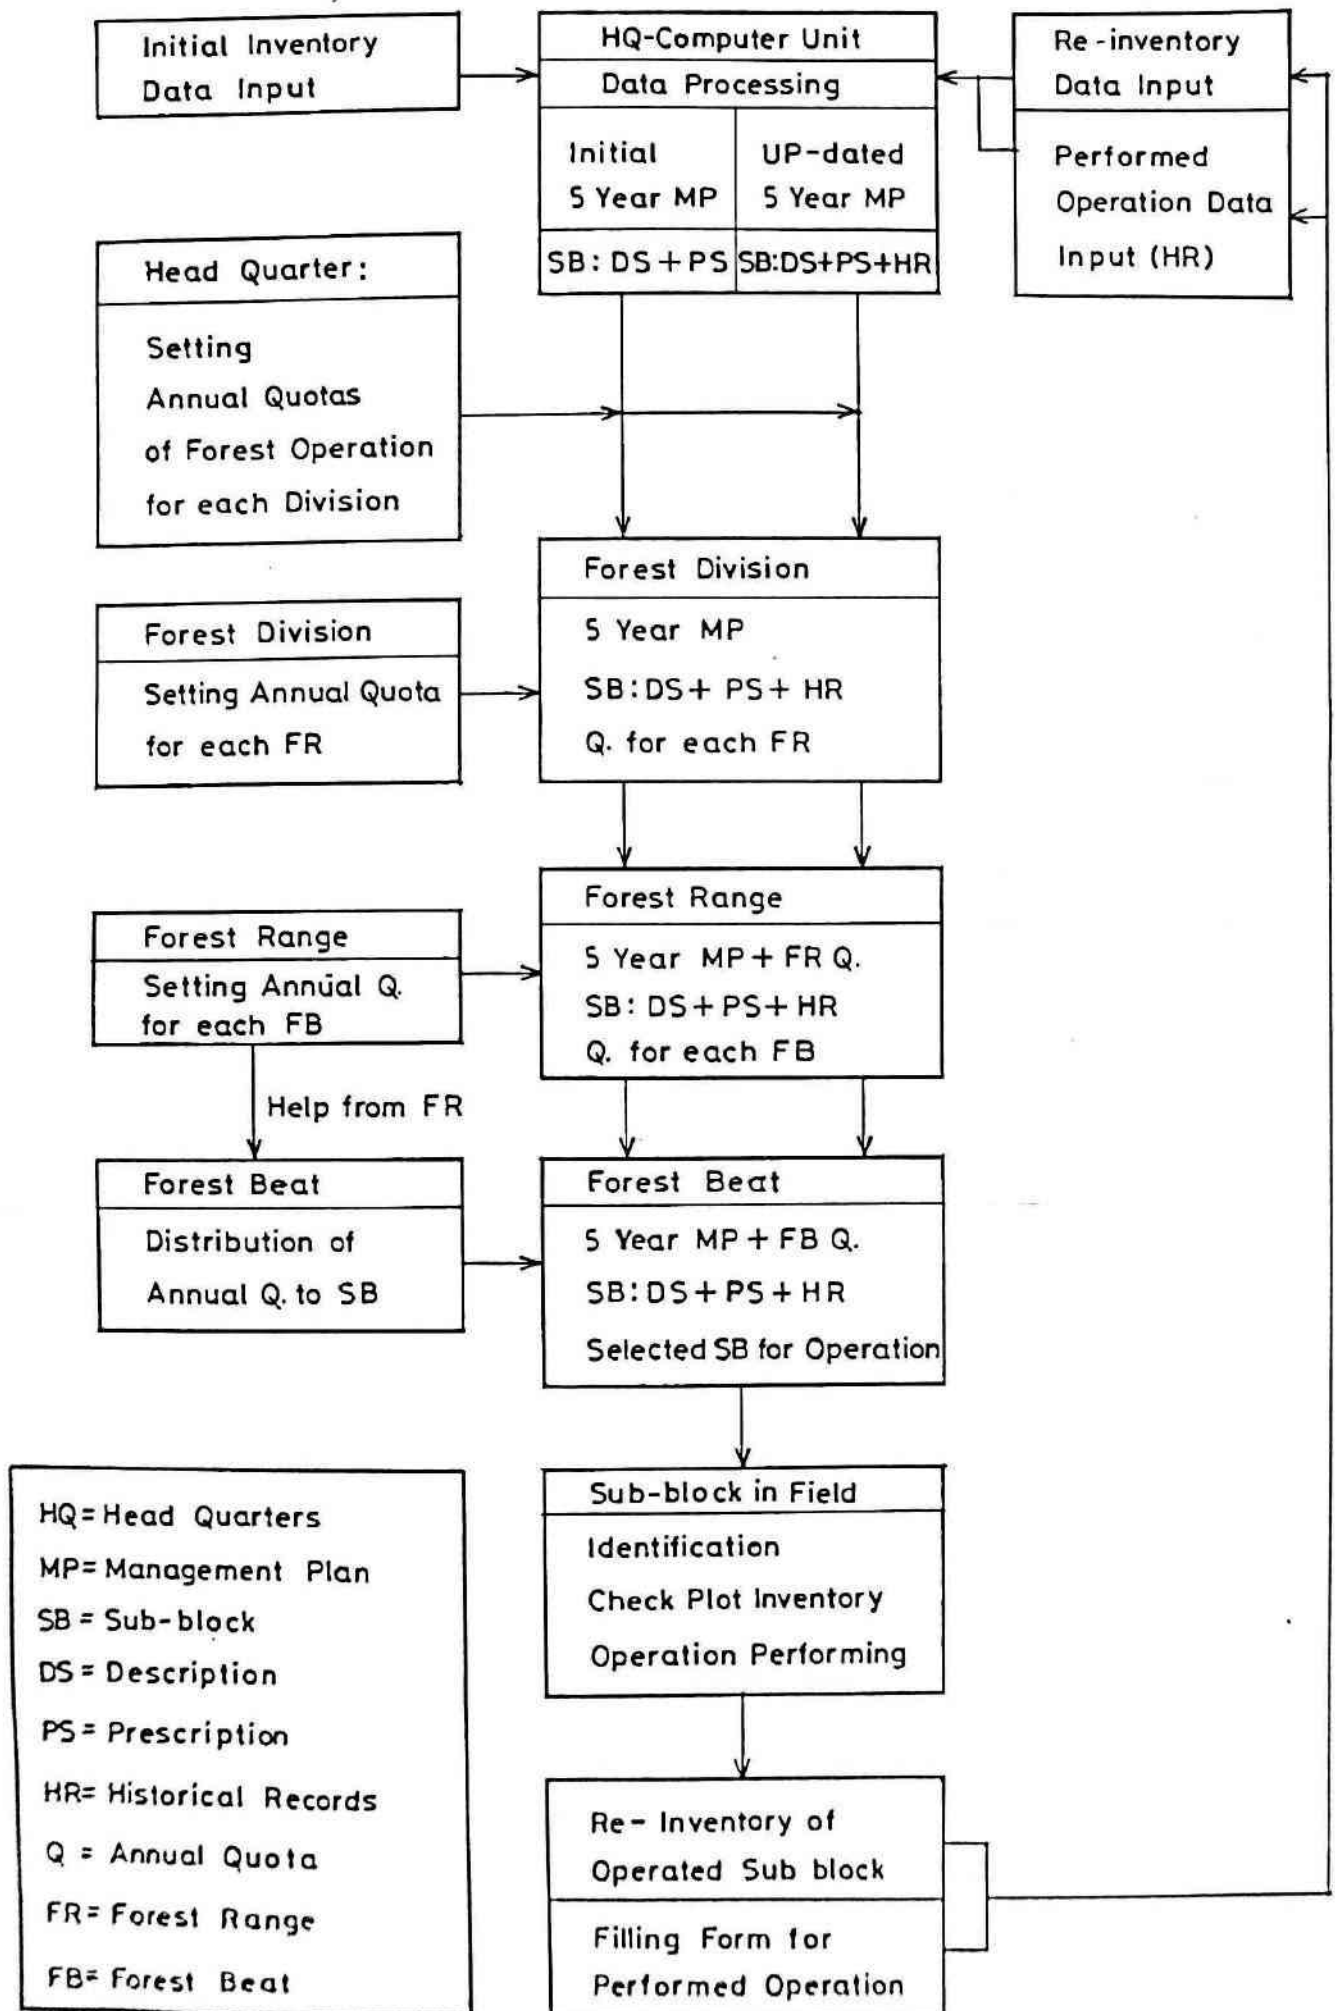 Initial Inventory
Data Input
HQ-Computer Unit
Data Processing
Initial
5 Year MP
UP-dated
5 Year MP
SB: DS+PS
SB:DS+PS+HR
Re-inventory
Data Input
Performed
Operation Data
Input (HR)
Head Quarter:
Setting
Annual Quotas
of Forest Operation
for each Division
Forest Division
Setting Annual Quota
for each FR
Forest Division
5 Year MP
SB:DS+ PS+ HR
Q. for each FR
Forest Range
Setting Annual Q.
for each FB
Help from FR
Forest Range
5 Year MP+ FR Q.
SB: DS+PS+HR
Q. for each FB
Forest Beat
Distribution of
Annual Q. to SB
Forest Beat
5 Year MP + FB Q.
SB:DS+PS+HR
Selected SB for Operation
Sub-block in Field
Identification
Check Plot Inventory
Operation Performing
Re-Inventory of
Operated Sub block
Filling Form for
Performed Operation
HQ= Head Quarters
MP= Management Plan
SB = Sub-block
DS= Description
PS= Prescription
HR= Historical Records
Q = Annual Quota
FR= Forest Range
FB= Forest Beat